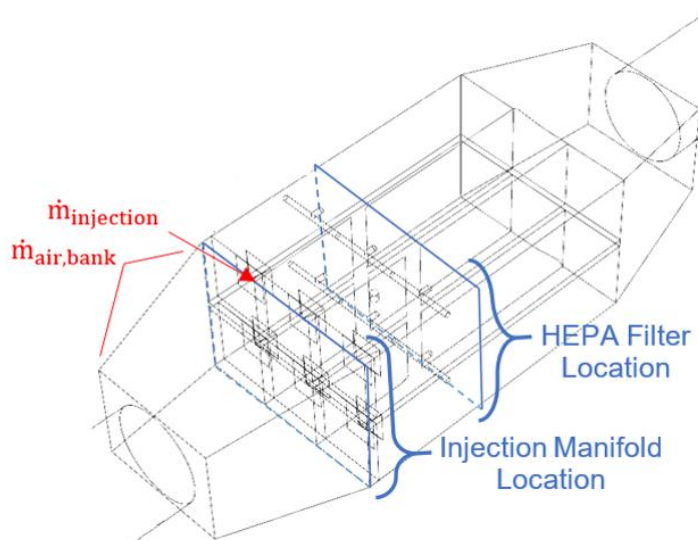 ṁinjection
ṁair,bank
HEPA Filter
Location
Injection Manifold
Location